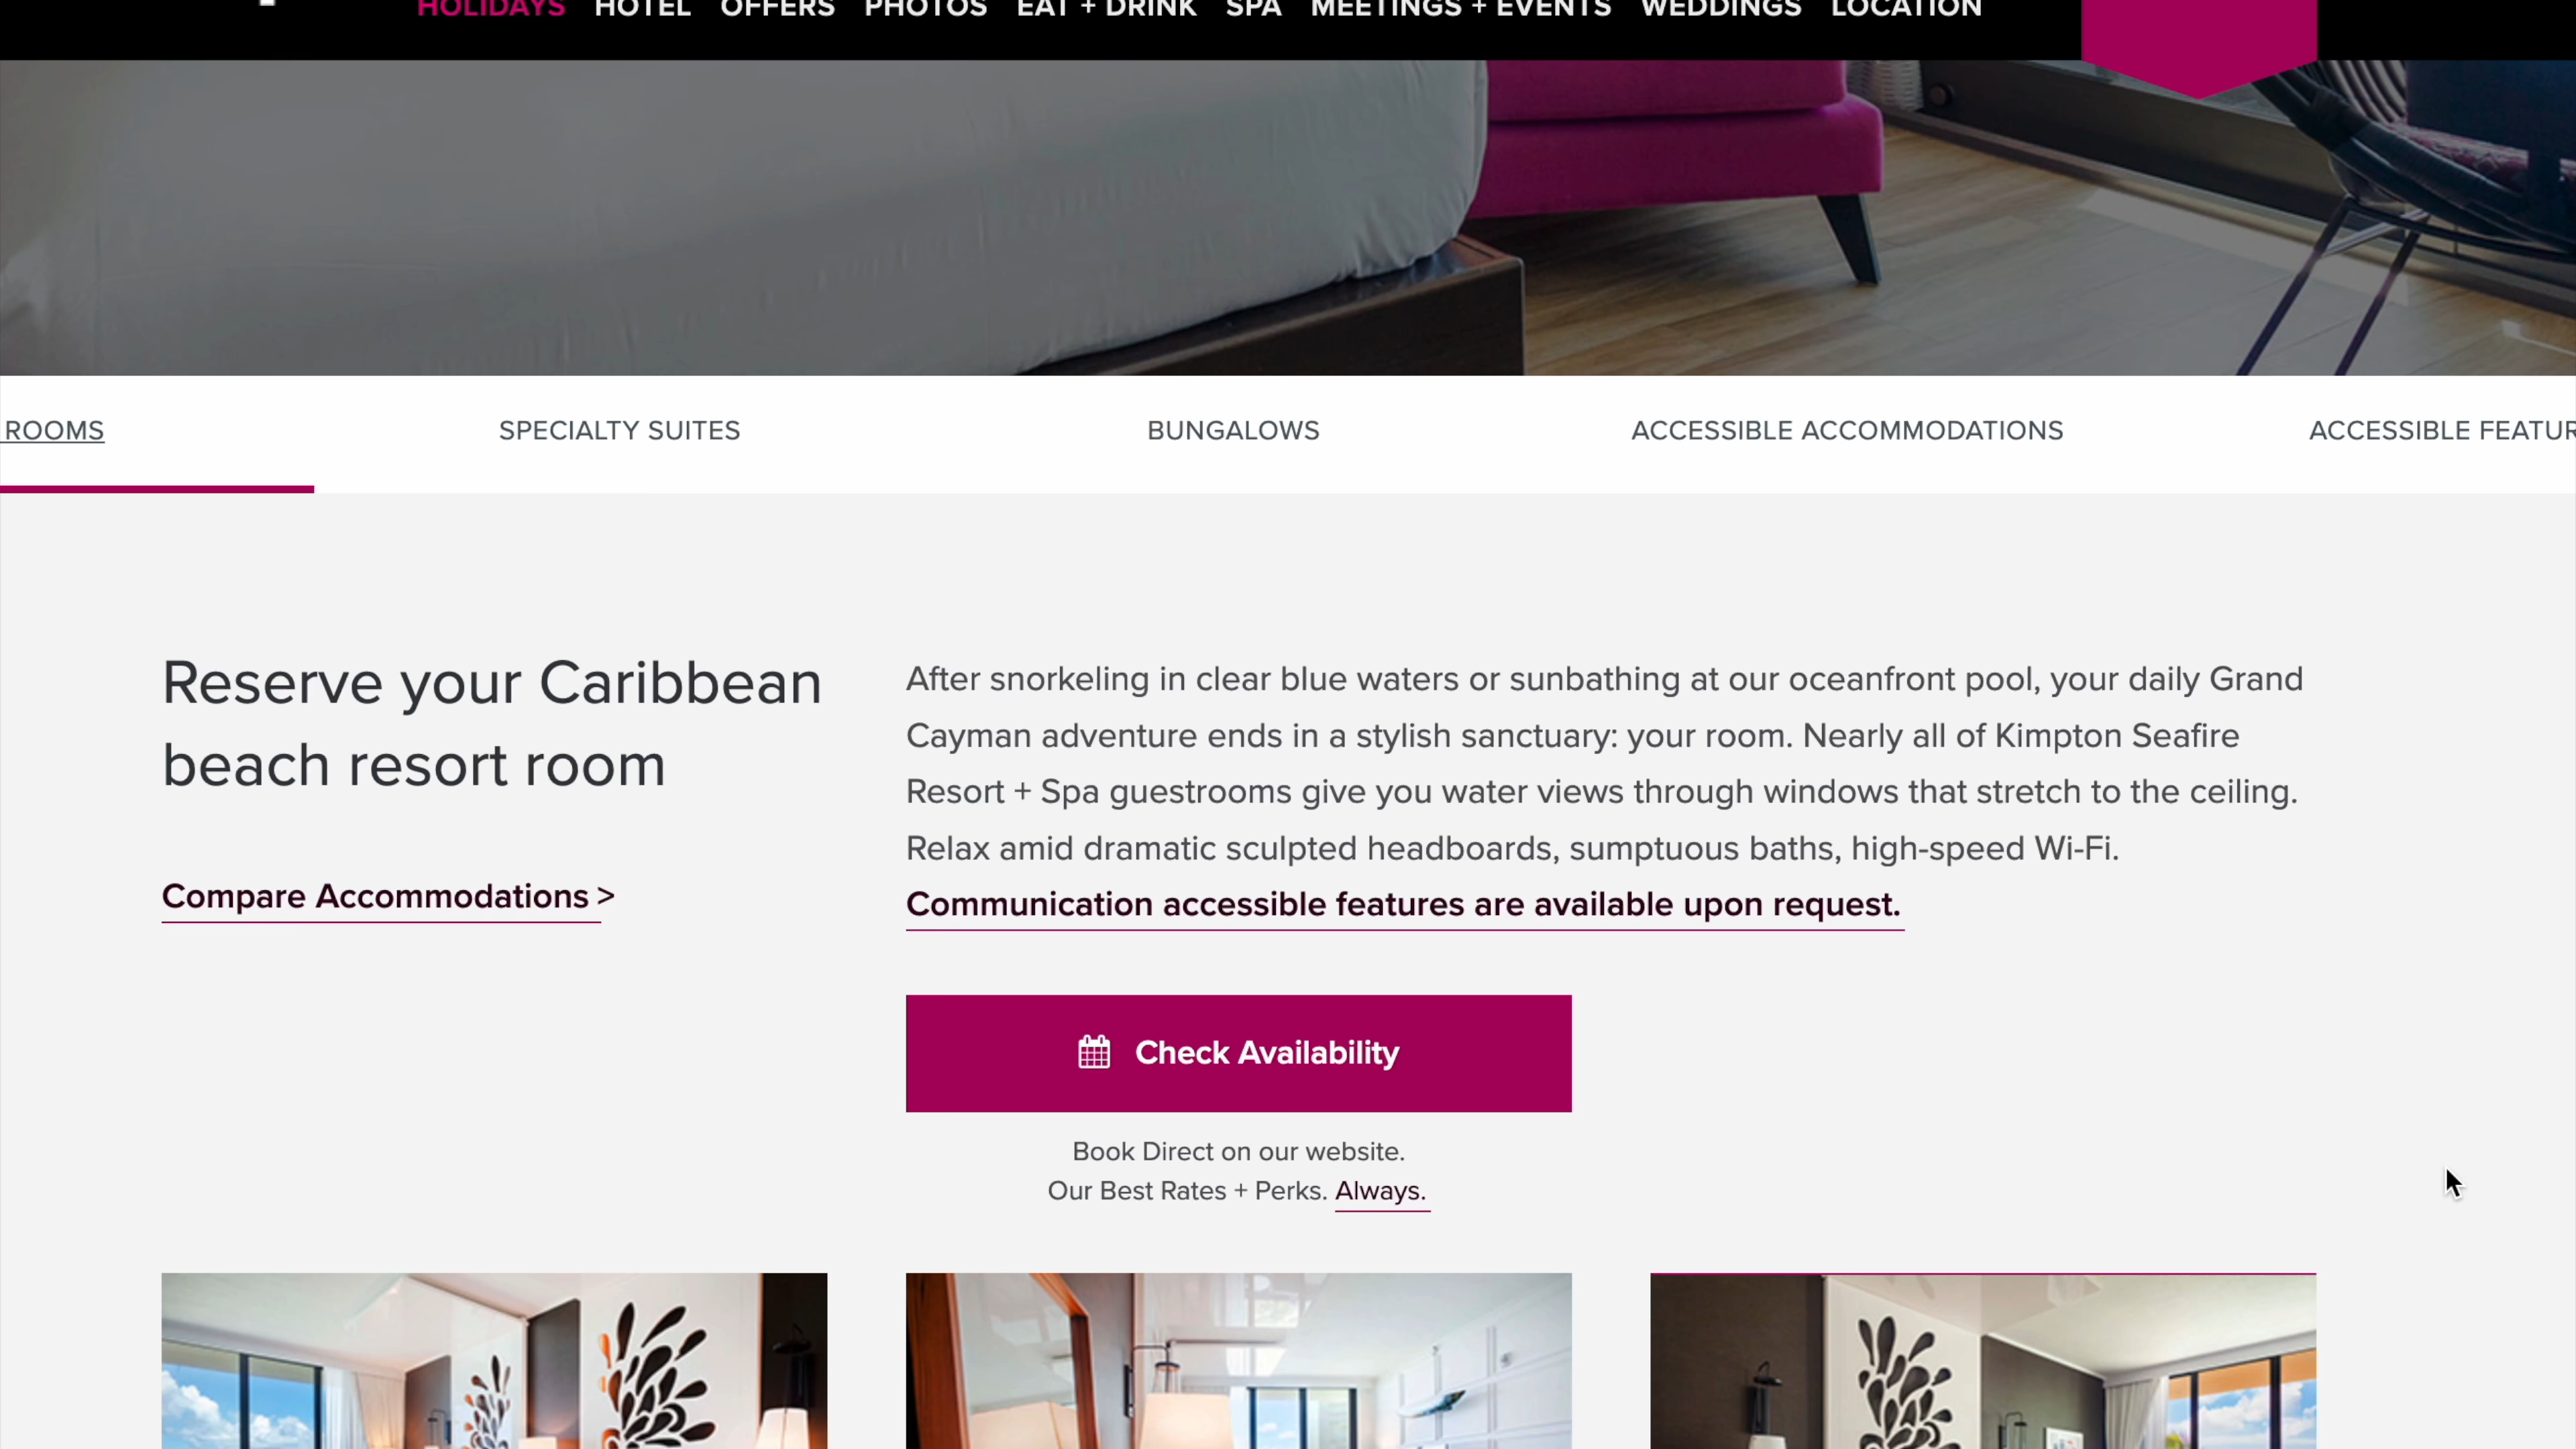 HOLIDAYS HOTEL OFFERS PHOTOS EAT + DRINK SPA MEETINGS + EVENTS WEDDINGS LOCATION
ROOMS SPECIALTY SUITES BUNGALOWS ACCESSIBLE ACCOMMODATIONS ACCESSIBLE FEATUR
Reserve your Caribbean
beach resort room
Compare Accommodations >
After snorkeling in clear blue waters or sunbathing at our oceanfront pool, your daily Grand
Cayman adventure ends in a stylish sanctuary: your room. Nearly all of Kimpton Seafire
Resort + Spa guestrooms give you water views through windows that stretch to the ceiling.
Relax amid dramatic sculpted headboards, sumptuous baths, high-speed Wi-Fi.
Communication accessible features are available upon request.
Check Availability
Book Direct on our website.
Our Best Rates + Perks. Always.